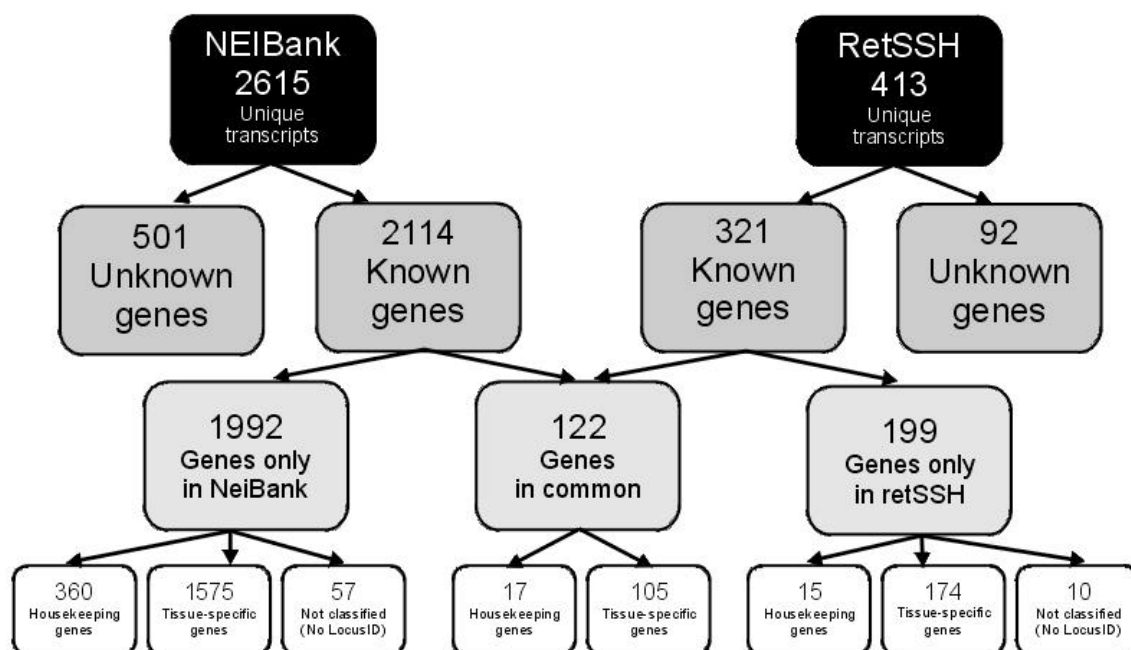 NEIBank
2615
Unique
transcripts
RetSSH
413
Unique
transcripts
501
Unknown
genes
2114
Known
genes
321
Known
genes
92
Unknown
genes
1992
Genes only
in NeiBank
122
Genes
in common
199
Genes only
in retSSH
360
Housekeeping
genes
1575
Tissue-specific
genes
57
Not classified
(No LocusID)
17
Housekeeping
genes
105
Tissue-specific
genes
15
Housekeeping
genes
174
Tissue-specific
genes
10
Not classified
(No LocusID)